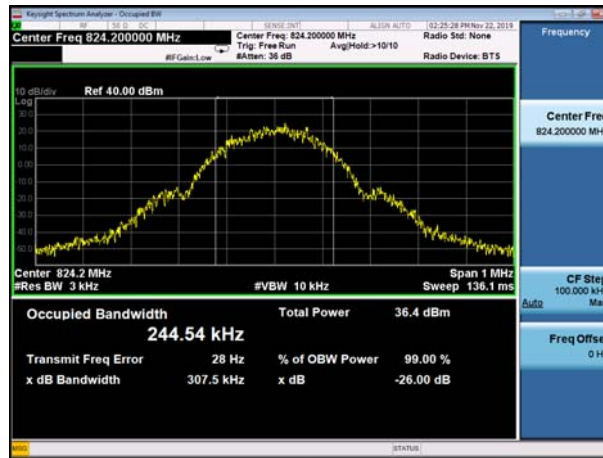 Keysight Spectrum Analyzer - Occupied BW
RF 50 Ω DC SENSE:INT ALIGN AUTO 02:25:28 PM Nov 22, 2019
Center Freq 824.200000 MHz Center Freq: 824.200000 MHz Radio Std: None Frequency
Trig: Free Run Avg|Hold:>10/10
#IFGain:Low #Atten: 36 dB Radio Device: BTS
10 dB/div Ref 40.00 dBm
Log
30.0
20.0
10.0
0.00
-10.0
-20.0
-30.0
-40.0
-50.0
Center Fre
824.200000 MH
Center 824.2 MHz Span 1 MHz
#Res BW 3 kHz #VBW 10 kHz Sweep 136.1 ms
CF Step
100.000 kH
Auto Ma
Occupied Bandwidth Total Power 36.4 dBm
244.54 kHz
Transmit Freq Error 28 Hz % of OBW Power 99.00 %
x dB Bandwidth 307.5 kHz x dB -26.00 dB
Freq Offse
0 H
MSG STATUS